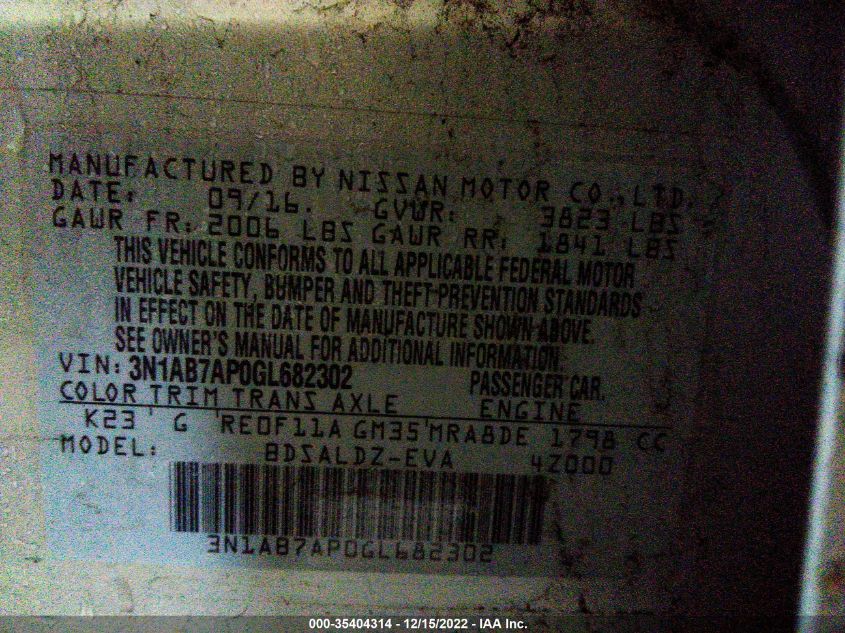 MANUFACTURED BY NISSAN MOTOR CO., LTD.
DATE: 09/16. GVWR: 3823 LBS
GAWR FR: 2006 LBS GAWR RR: 1841 LBS
THIS VEHICLE CONFORMS TO ALL APPLICABLE FEDERAL MOTOR
VEHICLE SAFETY, BUMPER AND THEFT PREVENTION STANDARDS
IN EFFECT ON THE DATE OF MANUFACTURE SHOWN ABOVE.
SEE OWNER'S MANUAL FOR ADDITIONAL INFORMATION.
VIN: 3N1AB7AP0GL682302 PASSENGER CAR.
COLOR TRIM TRANS AXLE ENGINE
K23 G RE0F11A GM35 MRA8DE 1798 CC
MODEL: BDSALDZ-EVA 4Z000
3N1AB7AP0GL682302
000-35404314 - 12/15/2022 - IAA Inc.